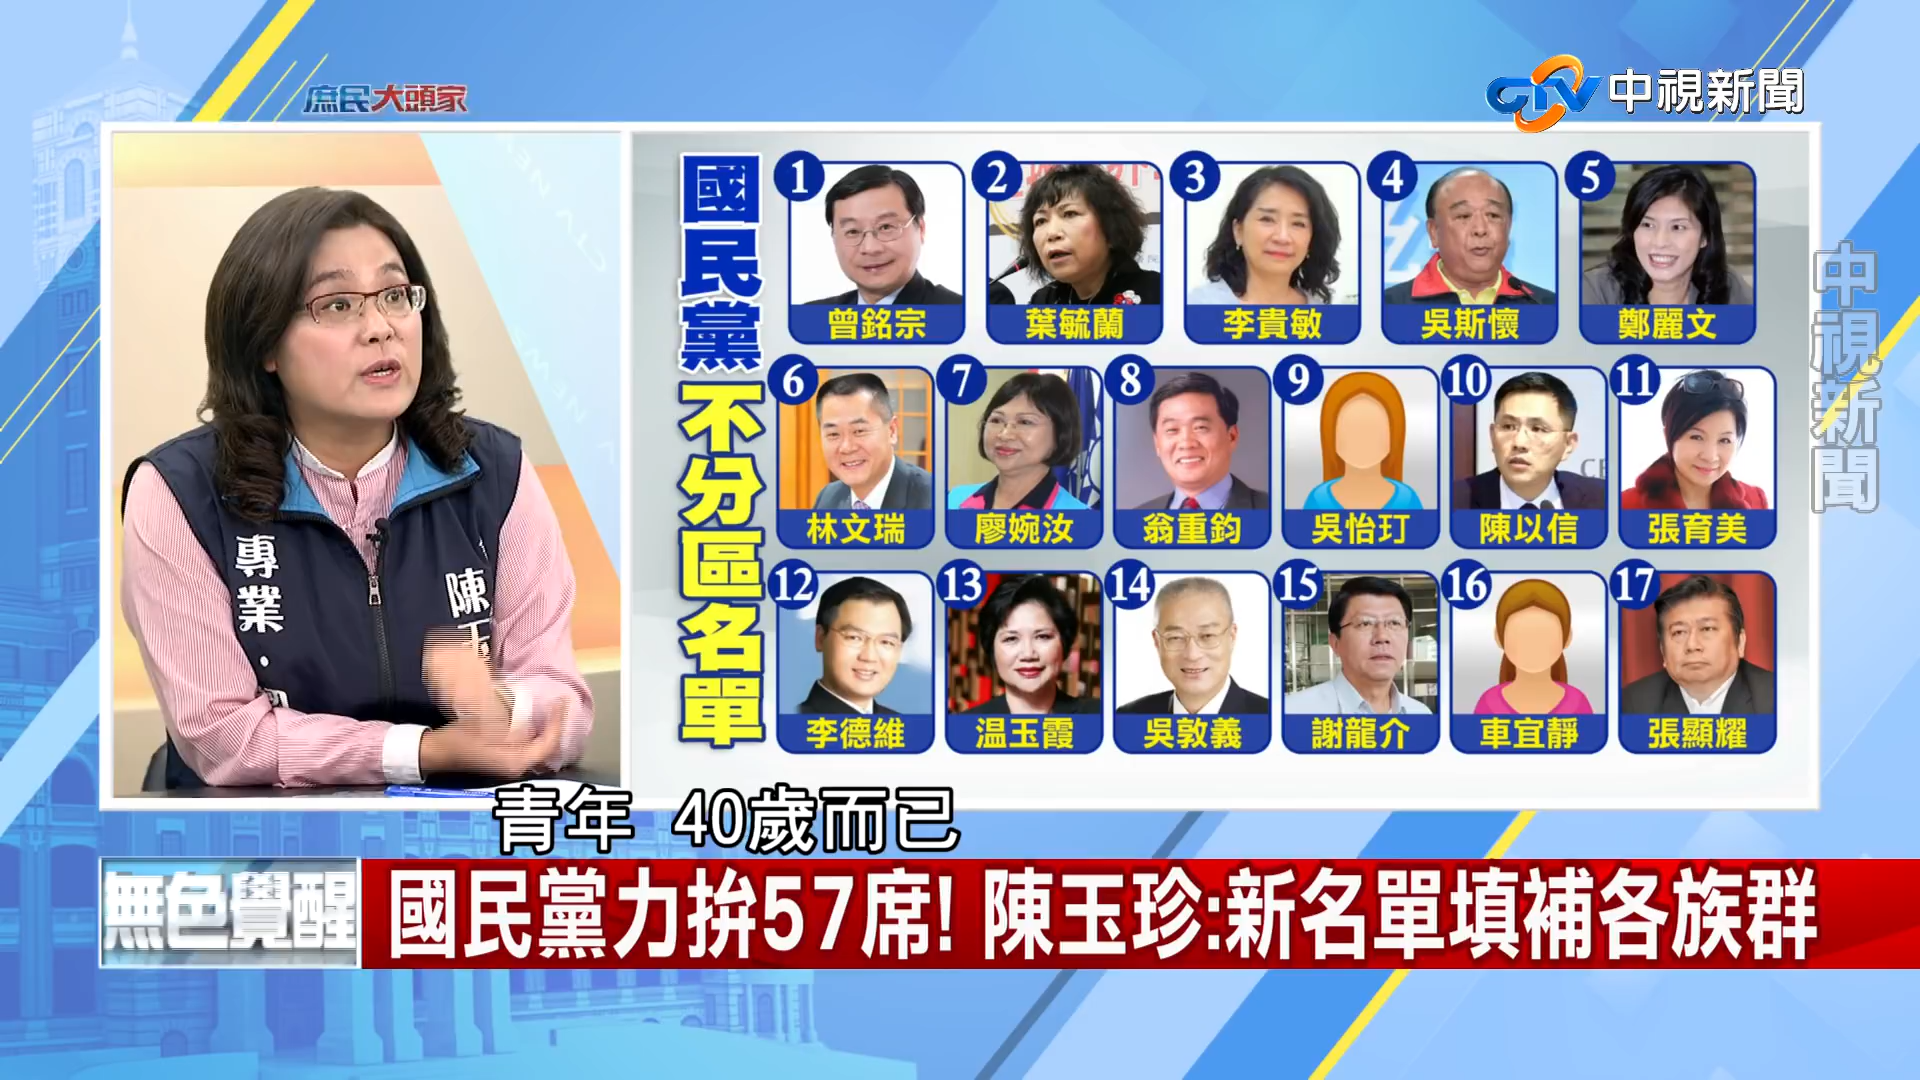 庶民大頭家
CTV 中視新聞
國民黨不分區名單
1 曾銘宗
2 葉毓蘭
3 李貴敏
4 吳斯懷
5 鄭麗文
6 林文瑞
7 廖婉汝
8 翁重鈞
9 吳怡玎
10 陳以信
11 張育美
12 李德維
13 温玉霞
14 吳敦義
15 謝龍介
16 車宜靜
17 張顯耀
中視新聞
專業.
陳玉
青年 40歲而已
無色覺醒
國民黨力拚57席! 陳玉珍:新名單填補各族群